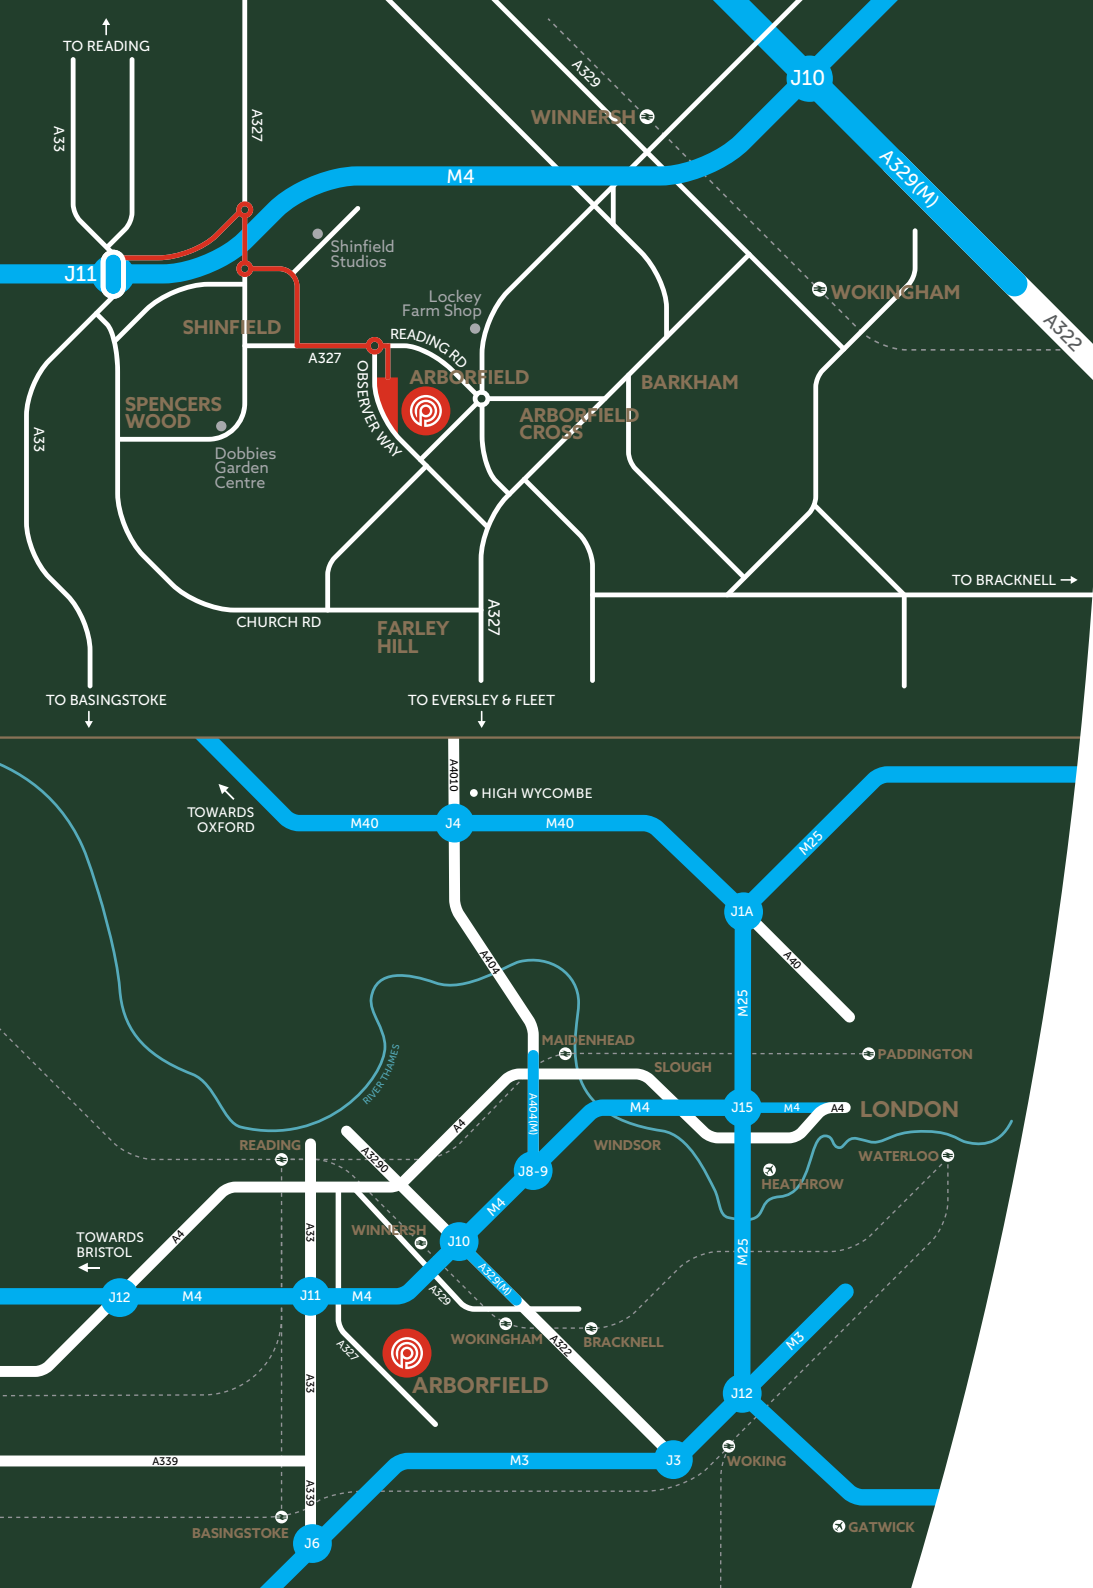 TO READING
A33
A327
A329
WINNERSH
J10
M4
A329(M)
J11
Shinfield
Studios
Lockey
Farm Shop
WOKINGHAM
A322
SHINFIELD
READING RD
A327
OBSERVER WAY
ARBORFIELD
BARKHAM
SPENCERS
WOOD
ARBORFIELD
CROSS
A33
Dobbies
Garden
Centre
TO BRACKNELL
CHURCH RD
FARLEY
HILL
A327
TO BASINGSTOKE
TO EVERSLEY & FLEET
A4010
HIGH WYCOMBE
TOWARDS
OXFORD
M40
J4
M40
M25
J1A
A404
A40
M25
MAIDENHEAD
PADDINGTON
SLOUGH
RIVER THAMES
A404(M)
M4
J15
M4
A4
LONDON
A4
READING
A3290
WINDSOR
WATERLOO
J8-9
HEATHROW
M4
A4
TOWARDS
BRISTOL
A33
WINNERSH
J10
M25
A329(M)
J12
M4
J11
M4
A329
A327
WOKINGHAM
A322
BRACKNELL
M3
A33
ARBORFIELD
J12
A339
M3
J3
WOKING
A339
BASINGSTOKE
J6
GATWICK